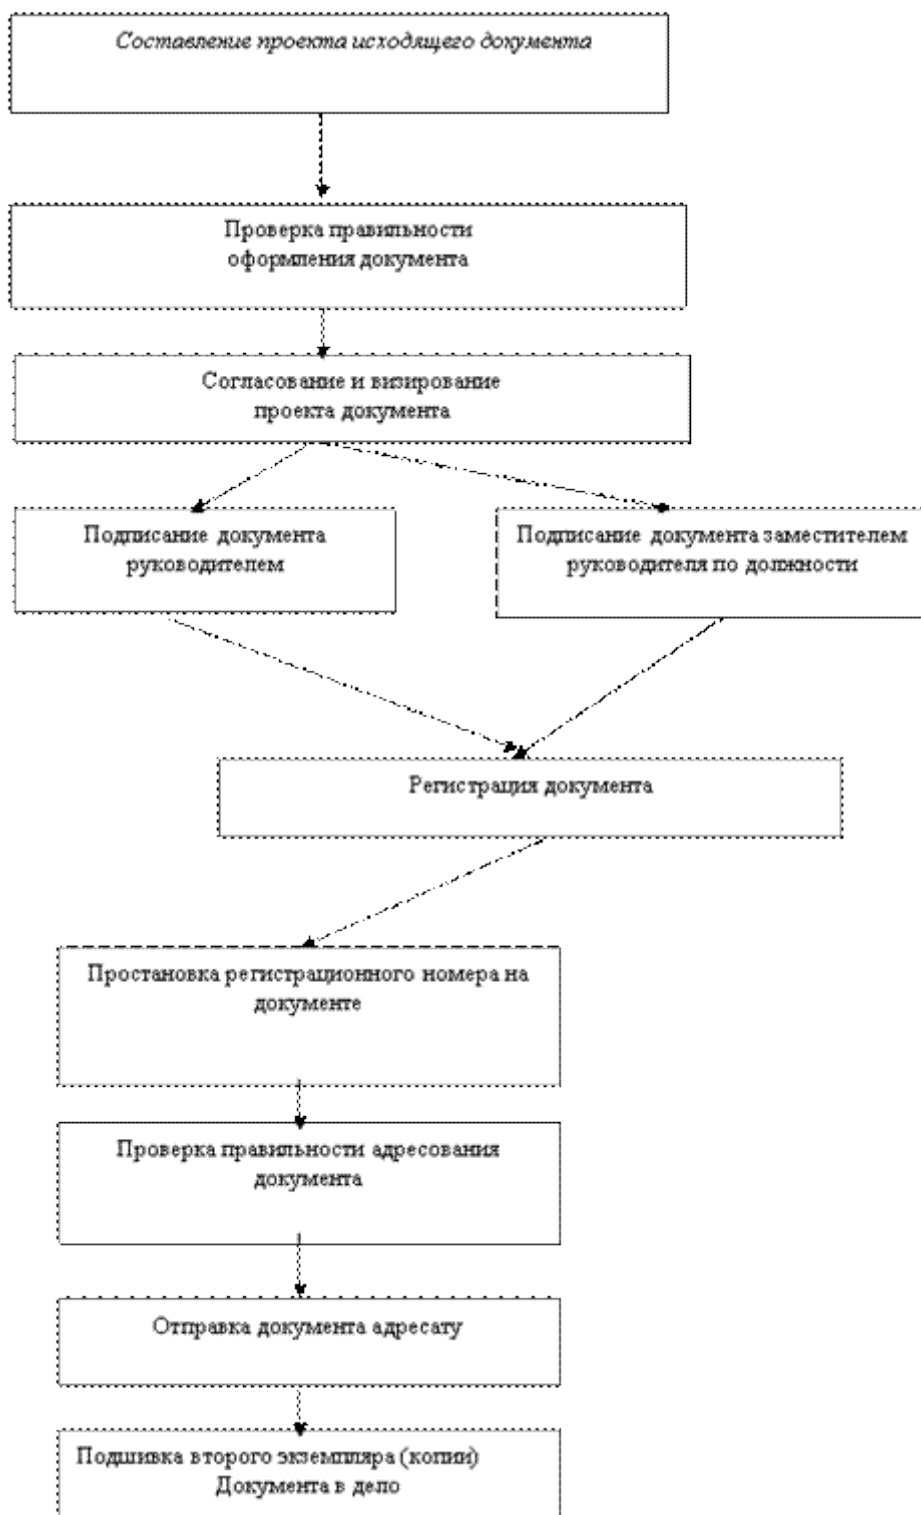 Составление проекта исходящего документа
Проверка правильности
оформления документа
Согласование и визирование
проекта документа
Подписание документа
руководителем
Подписание документа заместителем
руководителя по должности
Регистрация документа
Простановка регистрационного номера на
документе
Проверка правильности адресования
документа
Отправка документа адресату
Подшивка второго экземпляра (копии)
Документа в дело